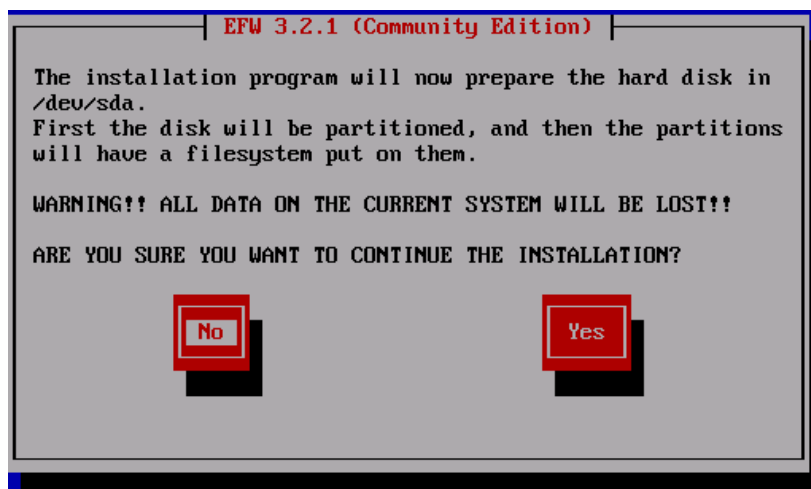 EFW 3.2.1 (Community Edition)
The installation program will now prepare the hard disk in
/dev/sda.
First the disk will be partitioned, and then the partitions
will have a filesystem put on them.
WARNING!! ALL DATA ON THE CURRENT SYSTEM WILL BE LOST!!
ARE YOU SURE YOU WANT TO CONTINUE THE INSTALLATION?
No Yes